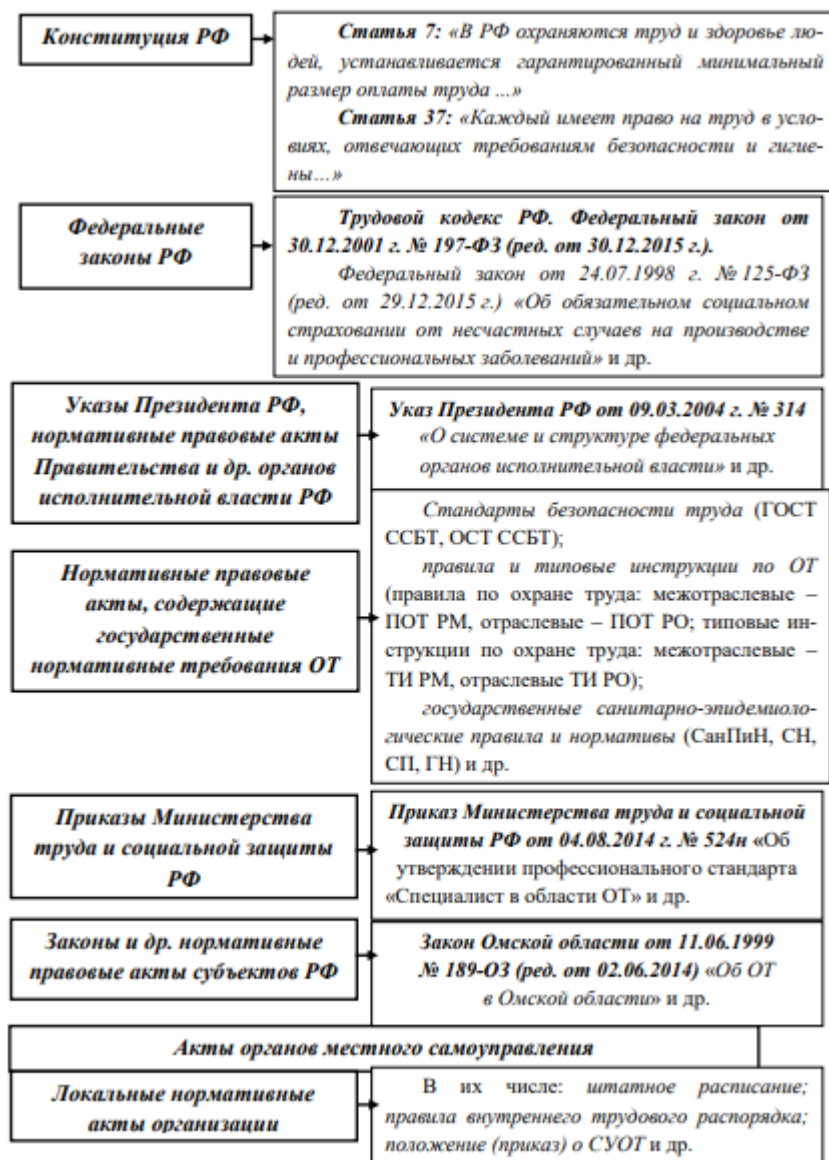 Конституция РФ
Статья 7: «В РФ охраняются труд и здоровье лю-
дей, устанавливается гарантированный минимальный
размер оплаты труда ...»
Статья 37: «Каждый имеет право на труд в усло-
виях, отвечающих требованиям безопасности и гигие-
ны...»
Федеральные
законы РФ
Трудовой кодекс РФ. Федеральный закон от
30.12.2001 г. № 197-ФЗ (ред. от 30.12.2015 г.).
Федеральный закон от 24.07.1998 г. № 125-ФЗ
(ред. от 29.12.2015 г.) «Об обязательном социальном
страховании от несчастных случаев на производстве
и профессиональных заболеваний» и др.
Указы Президента РФ,
нормативные правовые акты
Правительства и др. органов
исполнительной власти РФ
Указ Президента РФ от 09.03.2004 г. № 314
«О системе и структуре федеральных
органов исполнительной власти» и др.
Нормативные правовые
акты, содержащие
государственные
нормативные требования ОТ
Стандарты безопасности труда (ГОСТ
ССБТ, ОСТ ССБТ);
правила и типовые инструкции по ОТ
(правила по охране труда: межотраслевые –
ПОТ РМ, отраслевые – ПОТ РО; типовые ин-
струкции по охране труда: межотраслевые –
ТИ РМ, отраслевые ТИ РО);
государственные санитарно-эпидемиоло-
гические правила и нормативы (СанПиН, СН,
СП, ГН) и др.
Приказы Министерства
труда и социальной защиты
РФ
Приказ Министерства труда и социальной
защиты РФ от 04.08.2014 г. № 524н «Об
утверждении профессионального стандарта
«Специалист в области ОТ» и др.
Законы и др. нормативные
правовые акты субъектов РФ
Закон Омской области от 11.06.1999
№ 189-ОЗ (ред. от 02.06.2014) «Об ОТ
в Омской области» и др.
Акты органов местного самоуправления
Локальные нормативные
акты организации
В их числе: штатное расписание;
правила внутреннего трудового распорядка;
положение (приказ) о СУОТ и др.